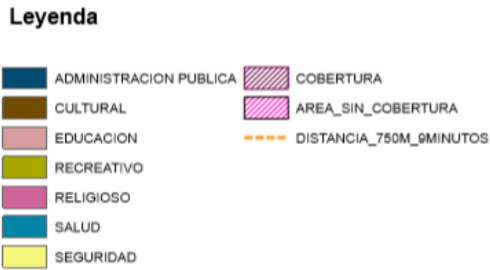 Leyenda
ADMINISTRACION PUBLICA
CULTURAL
EDUCACION
RECREATIVO
RELIGIOSO
SALUD
SEGURIDAD
COBERTURA
AREA_SIN_COBERTURA
DISTANCIA_750M_9MINUTOS